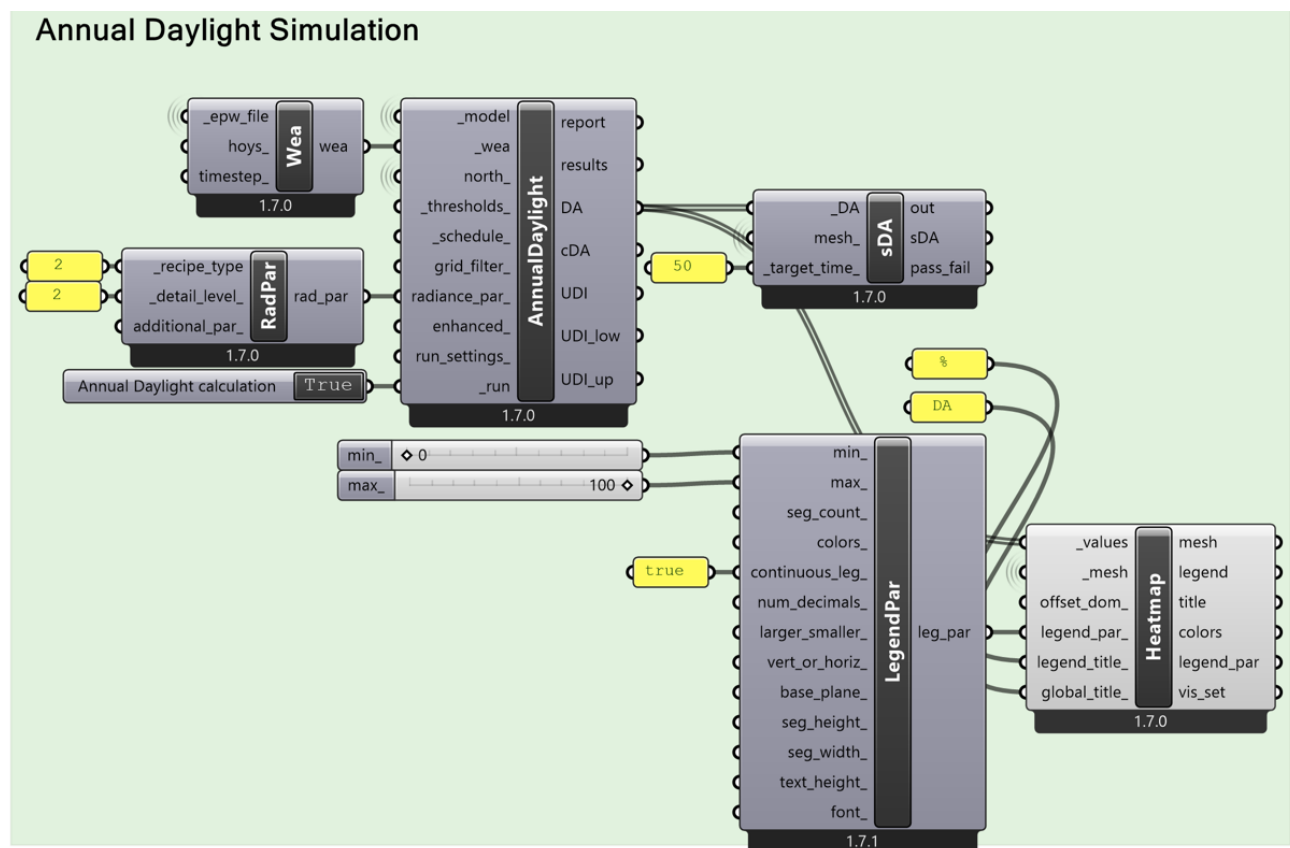 Annual Daylight Simulation
_epw_file
hoys_
timestep_
Wea
wea
1.7.0
2
2
_recipe_type
_detail_level_
additional_par_
RadPar
rad_par
1.7.0
Annual Daylight calculation True
_model
_wea
north_
_thresholds_
_schedule_
grid_filter_
radiance_par_
enhanced_
run_settings_
_run
AnnualDaylight
report
results
DA
cDA
UDI
UDI_low
UDI_up
1.7.0
50
_DA
mesh_
_target_time_
sDA
out
sDA
pass_fail
1.7.0
%
DA
min_ 0
max_ 100
true
min_
max_
seg_count_
colors_
continuous_leg_
num_decimals_
larger_smaller_
vert_or_horiz_
base_plane_
seg_height_
seg_width_
text_height_
font_
LegendPar
leg_par
1.7.1
_values
_mesh
offset_dom_
legend_par_
legend_title_
global_title_
Heatmap
mesh
legend
title
colors
legend_par
vis_set
1.7.0